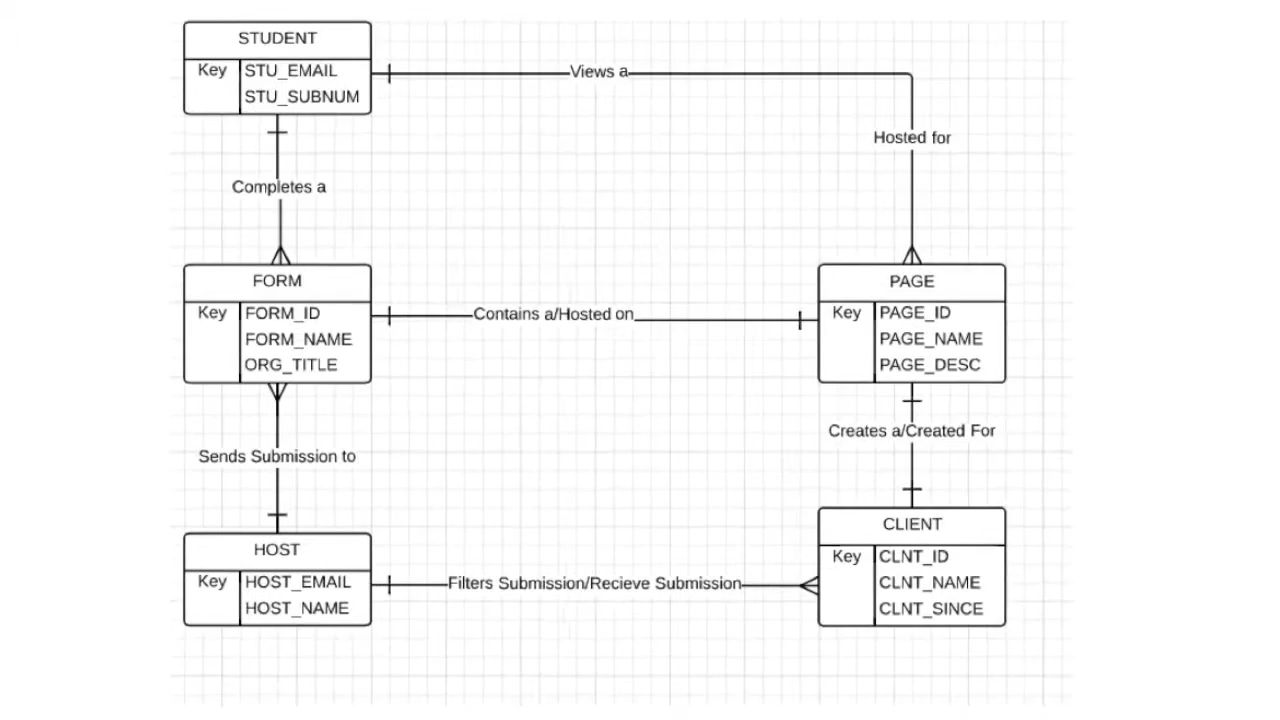 STUDENT
Key STU_EMAIL
STU_SUBNUM
Views a
Hosted for
Completes a
FORM
Key FORM_ID
FORM_NAME
ORG_TITLE
Contains a/Hosted on
PAGE
Key PAGE_ID
PAGE_NAME
PAGE_DESC
Creates a/Created For
Sends Submission to
HOST
Key HOST_EMAIL
HOST_NAME
Filters Submission/Recieve Submission
CLIENT
Key CLNT_ID
CLNT_NAME
CLNT_SINCE